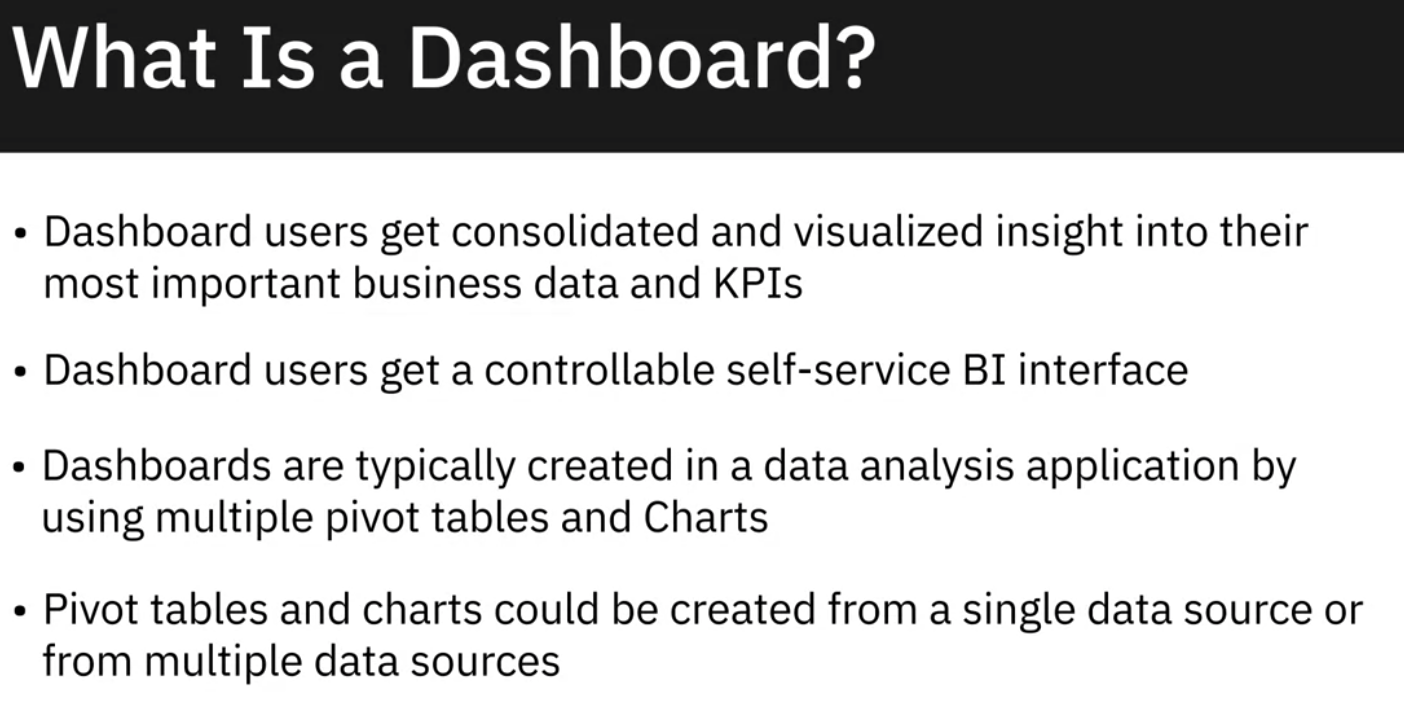 What Is a Dashboard?
• Dashboard users get consolidated and visualized insight into their
most important business data and KPIs
• Dashboard users get a controllable self-service BI interface
• Dashboards are typically created in a data analysis application by
using multiple pivot tables and Charts
• Pivot tables and charts could be created from a single data source or
from multiple data sources